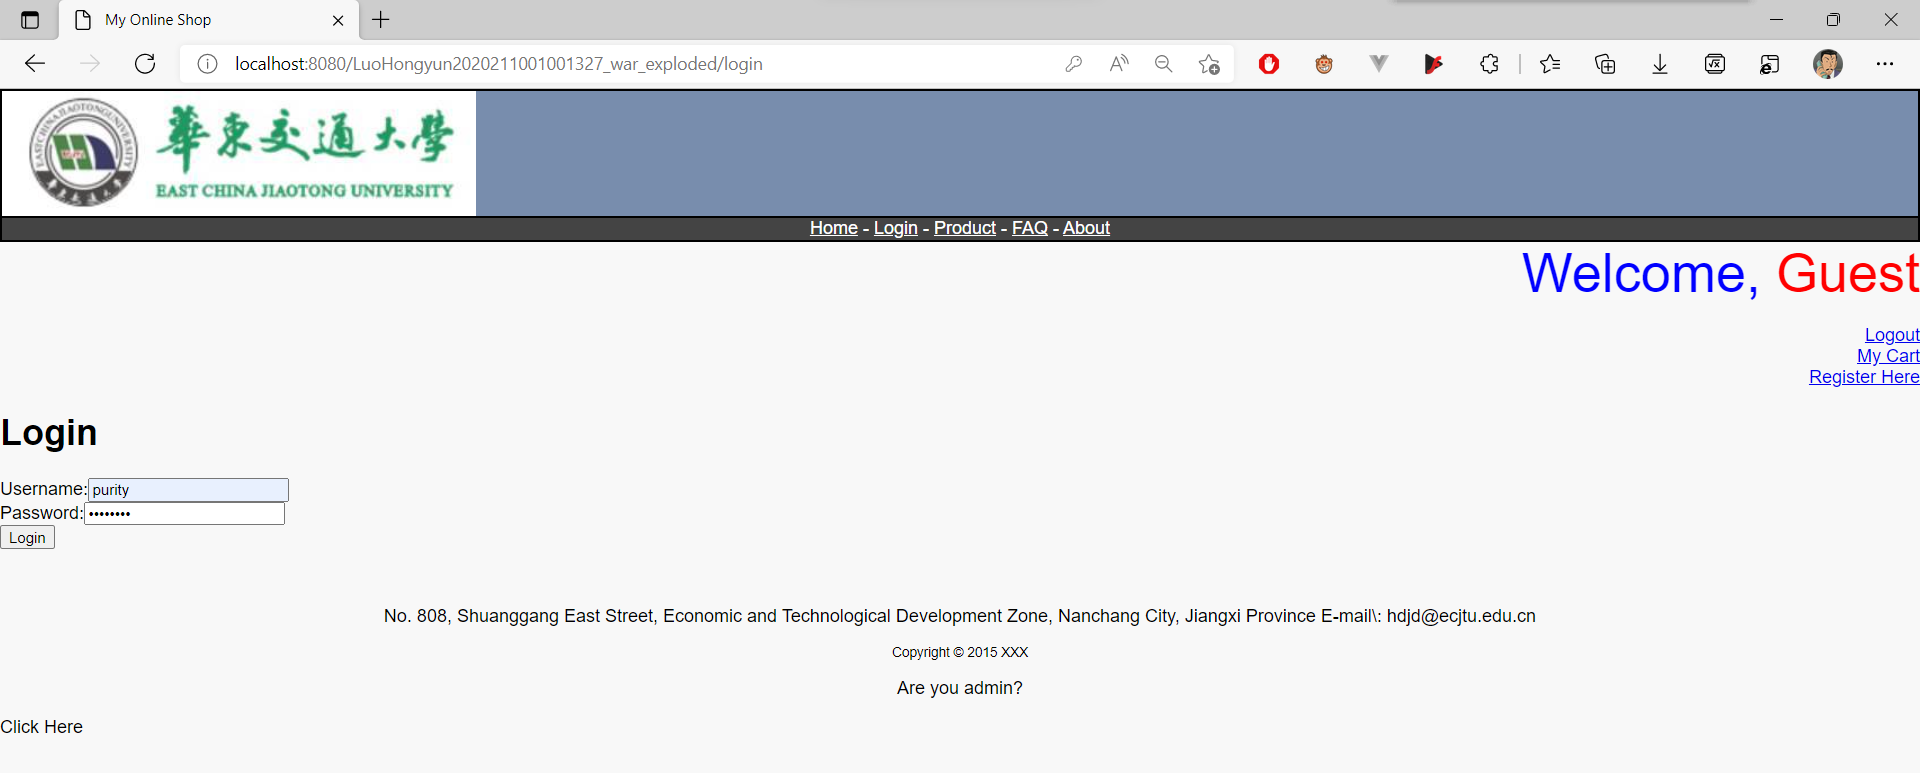 My Online Shop
localhost:8080/LuoHongyun2020211001001327_war_exploded/login
華東交通大學
EAST CHINA JIAOTONG UNIVERSITY
Home - Login - Product - FAQ - About
Welcome, Guest
Logout
My Cart
Register Here
Login
Username: purity
Password: ••••••••
Login
No. 808, Shuanggang East Street, Economic and Technological Development Zone, Nanchang City, Jiangxi Province E-mail\: hdjd@ecjtu.edu.cn
Copyright © 2015 XXX
Are you admin?
Click Here